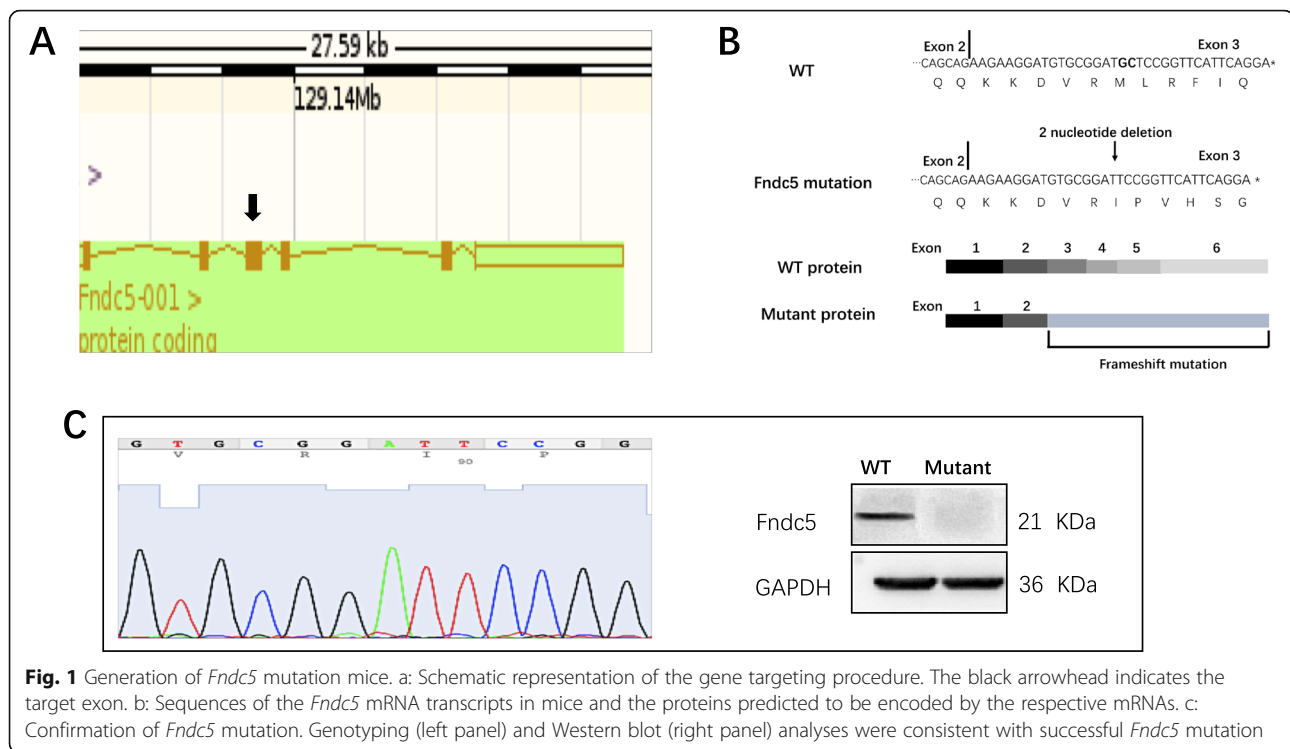 A
27.59 kb
129.14Mb
>
Fndc5-001 >
protein coding
B
Exon 2 Exon 3
WT ···CAGCAGAAGAAGGATGTGCGGATGCTCCGGTTCATTCAGGA*
Q Q K K D V R M L R F I Q
2 nucleotide deletion
Exon 2 Exon 3
Fndc5 mutation ···CAGCAGAAGAAGGATGTGCGGATTCCGGTTCATTCAGGA *
Q Q K K D V R I P V H S G
Exon 1 2 3 4 5 6
WT protein
Exon 1 2
Mutant protein
Frameshift mutation
C
G T G C G G A T T C C G G
V R I P
90
WT Mutant
Fndc5 21 KDa
GAPDH 36 KDa
Fig. 1 Generation of Fndc5 mutation mice. a: Schematic representation of the gene targeting procedure. The black arrowhead indicates the
target exon. b: Sequences of the Fndc5 mRNA transcripts in mice and the proteins predicted to be encoded by the respective mRNAs. c:
Confirmation of Fndc5 mutation. Genotyping (left panel) and Western blot (right panel) analyses were consistent with successful Fndc5 mutation